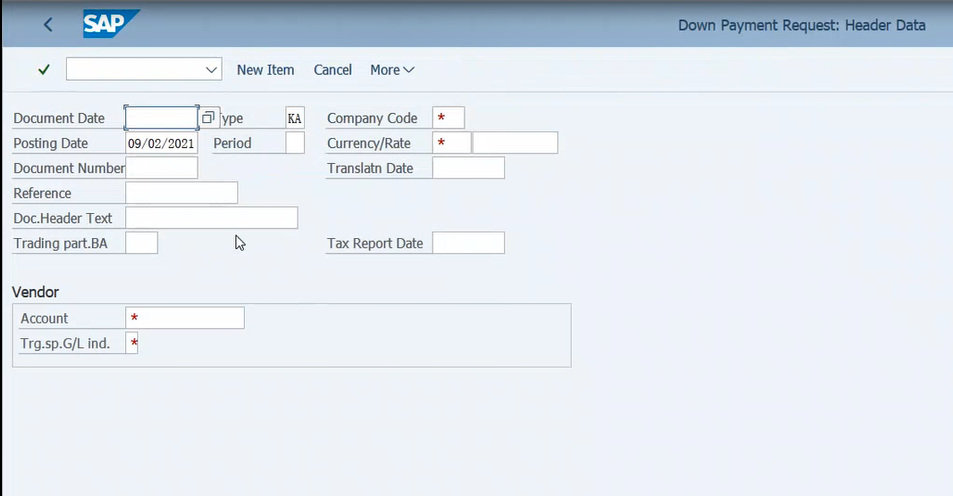 SAP
Down Payment Request: Header Data
New Item Cancel More
Document Date ype KA Company Code *
Posting Date 09/02/2021 Period Currency/Rate *
Document Number Translatn Date
Reference
Doc.Header Text
Trading part.BA Tax Report Date
Vendor
Account *
Trg.sp.G/L ind. *